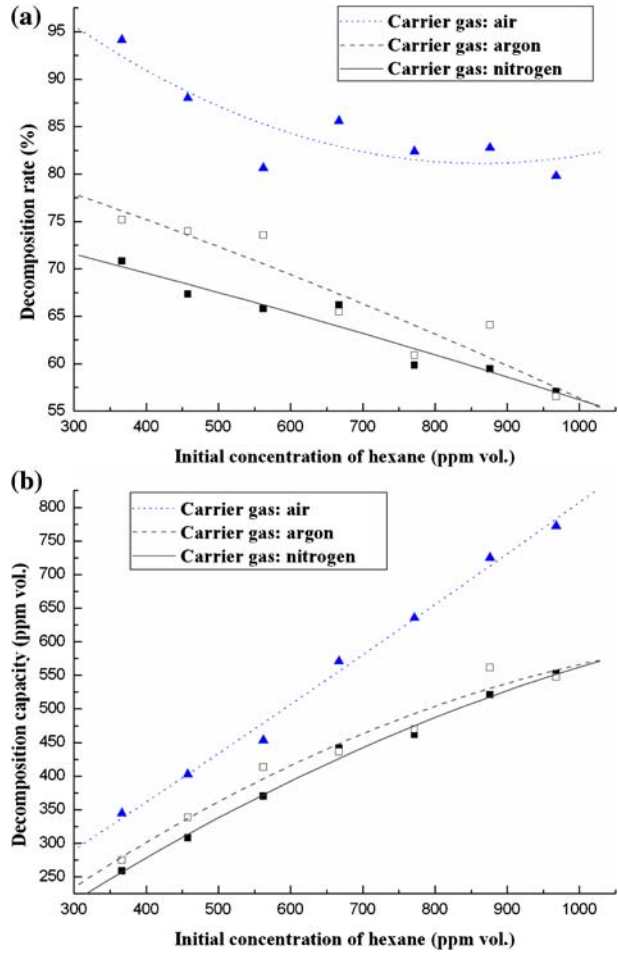 (a)
Carrier gas: air
Carrier gas: argon
Carrier gas: nitrogen
Decomposition rate (%)
95
90
85
80
75
70
65
60
55
300 400 500 600 700 800 900 1000
Initial concentration of hexane (ppm vol.)
(b)
Carrier gas: air
Carrier gas: argon
Carrier gas: nitrogen
Decomposition capacity (ppm vol.)
800
750
700
650
600
550
500
450
400
350
300
250
300 400 500 600 700 800 900 1000
Initial concentration of hexane (ppm vol.)